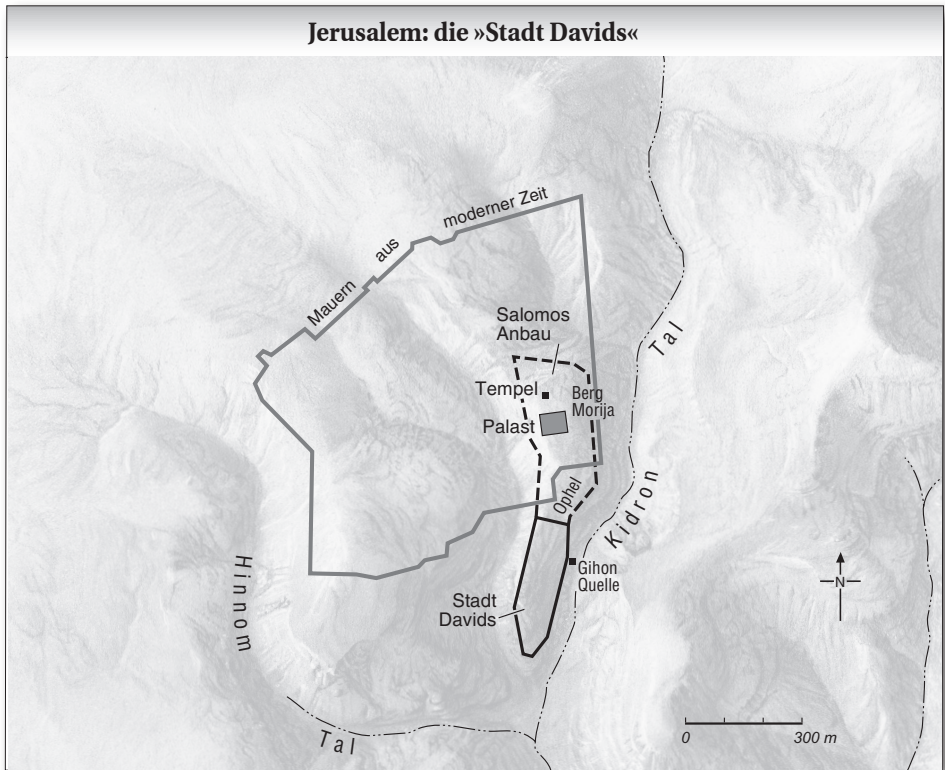 Jerusalem: die »Stadt Davids«
Mauern aus moderner Zeit
Salomos
Anbau
Tempel
Berg
Morija
Palast
Ophel
Kidron Tal
Gihon
Quelle
Stadt
Davids
Hinnom Tal
N
0 300 m